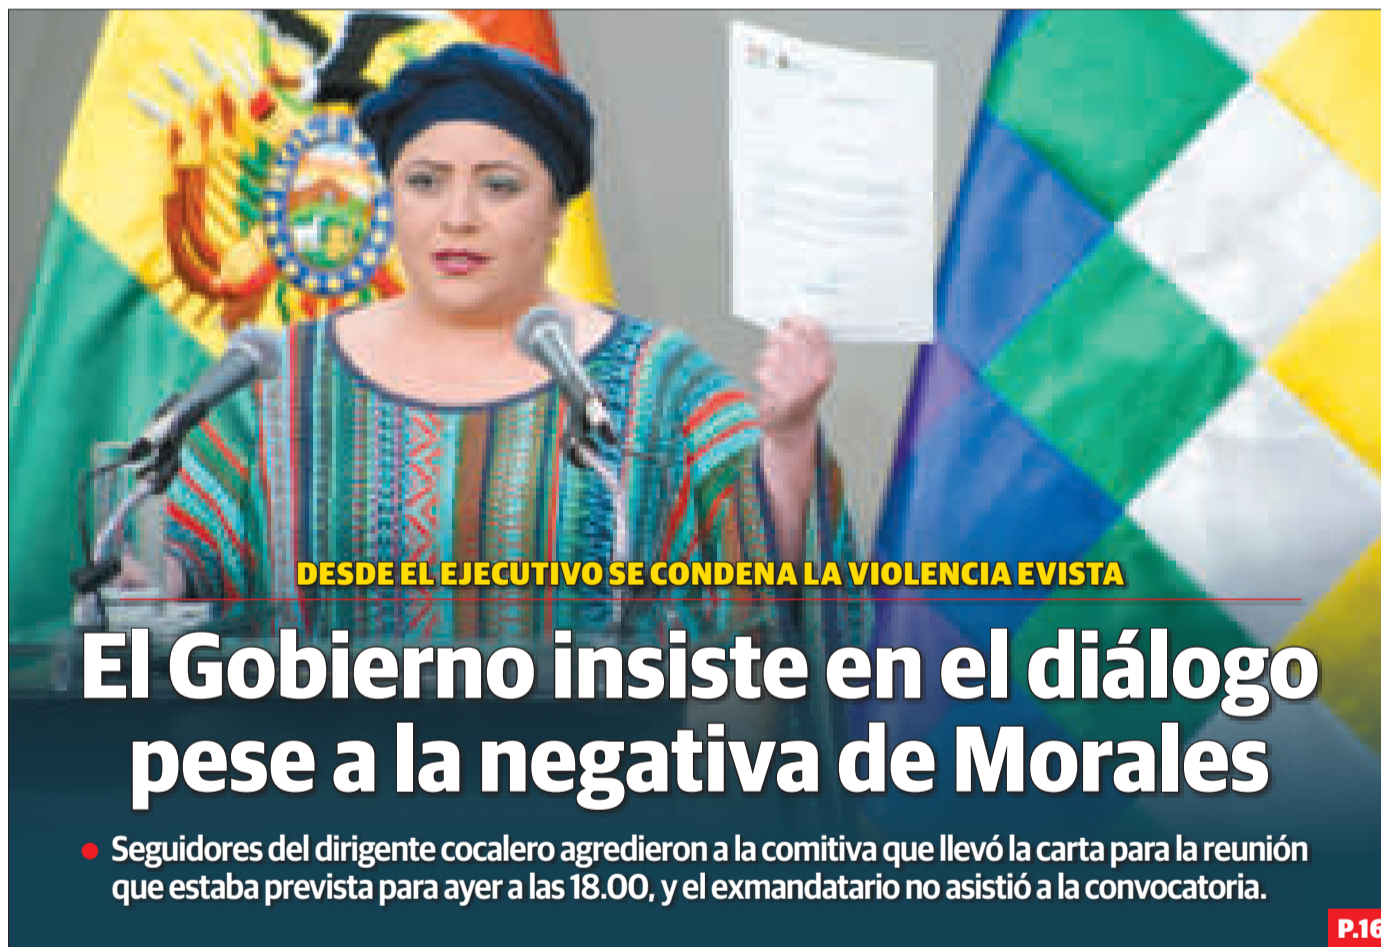 DESDE EL EJECUTIVO SE CONDENA LA VIOLENCIA EVISTA
El Gobierno insiste en el diálogo
pese a la negativa de Morales
Seguidores del dirigente cocalero agredieron a la comitiva que llevó la carta para la reunión
que estaba prevista para ayer a las 18.00, y el exmandatario no asistió a la convocatoria.
P.16